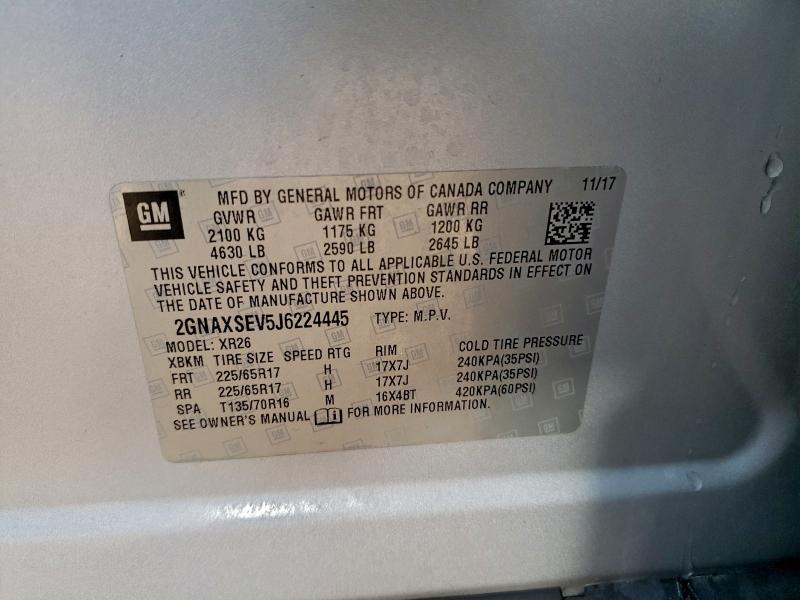 GM MFD BY GENERAL MOTORS OF CANADA COMPANY 11/17
GVWR GAWR FRT GAWR RR
2100 KG 1175 KG 1200 KG
4630 LB 2590 LB 2645 LB
THIS VEHICLE CONFORMS TO ALL APPLICABLE U.S. FEDERAL MOTOR
VEHICLE SAFETY AND THEFT PREVENTION STANDARDS IN EFFECT ON
THE DATE OF MANUFACTURE SHOWN ABOVE.
2GNAXSEV5J6224445 TYPE: M.P.V.
MODEL: XR26
XBKM TIRE SIZE SPEED RTG RIM COLD TIRE PRESSURE
FRT 225/65R17 H 17X7J 240KPA(35PSI)
RR 225/65R17 H 17X7J 240KPA(35PSI)
SPA T135/70R16 M 16X4BT 420KPA(60PSI)
SEE OWNER'S MANUAL FOR MORE INFORMATION.